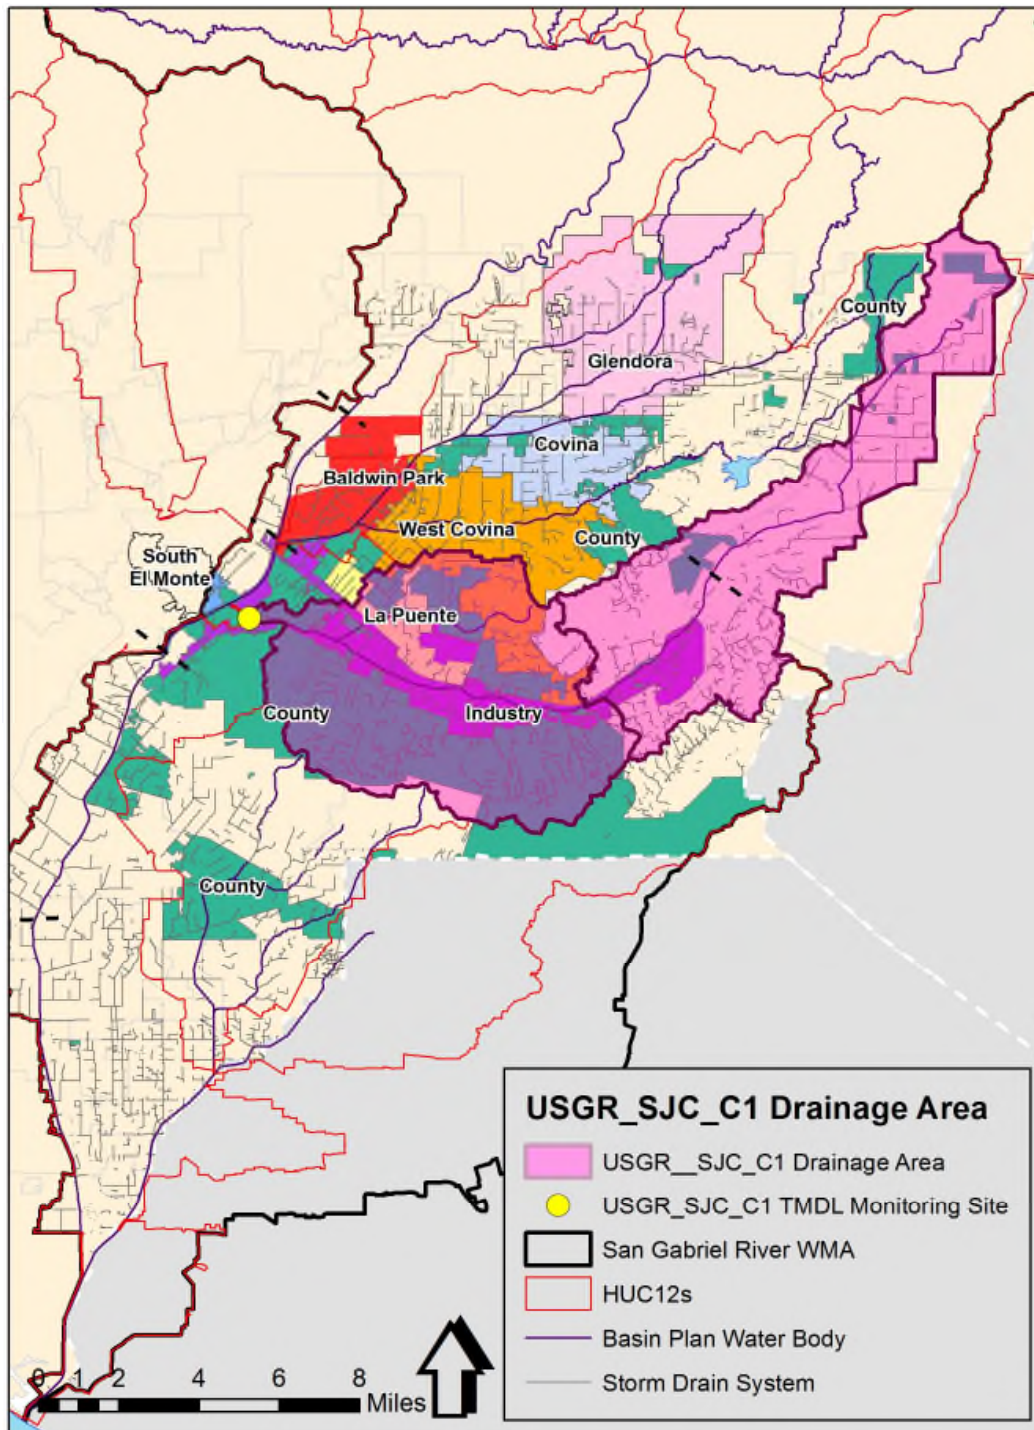 County
Glendora
Covina
Baldwin Park
West Covina
County
South
El Monte
La Puente
County
Industry
County
USGR_SJC_C1 Drainage Area
USGR__SJC_C1 Drainage Area
USGR_SJC_C1 TMDL Monitoring Site
San Gabriel River WMA
HUC12s
Basin Plan Water Body
Storm Drain System
0 1 2 4 6 8
Miles